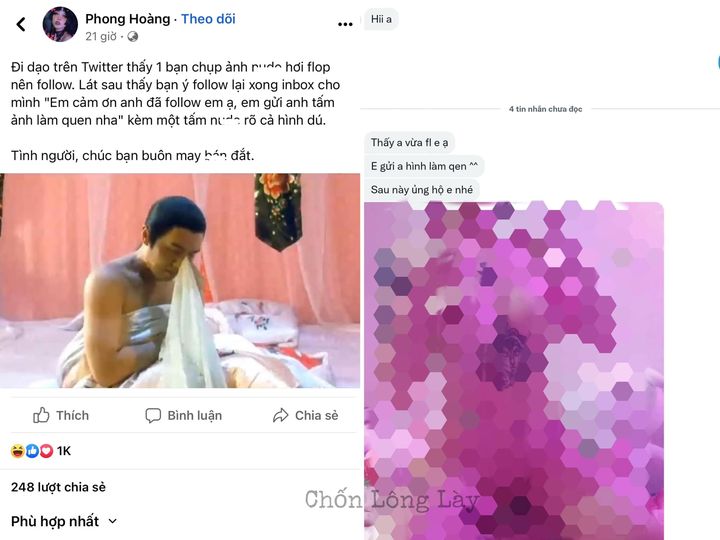 Phong Hoàng · Theo dõi
21 giờ ·
Đi dạo trên Twitter thấy 1 bạn chụp ảnh nude hơi flop
nên follow. Lát sau thấy bạn ý follow lại xong inbox cho
mình "Em cảm ơn anh đã follow em ạ, em gửi anh tấm
ảnh làm quen nha" kèm một tấm nude rõ cả hình dú.
Tình người, chúc bạn buôn may bán đắt.
Thích
Bình luận
Chia sẻ
1K
248 lượt chia sẻ
Phù hợp nhất
Hii a
4 tin nhắn chưa đọc
Thấy a vừa fl e ạ
E gửi a hình làm qen ^^
Sau này ủng hộ e nhé
Chốn Lông Lày